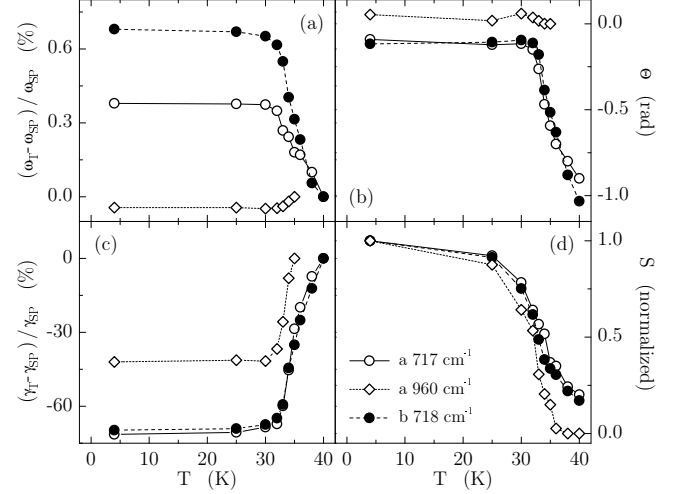 (a)
0.6
0.3
0.0
(ω_T - ω_SP) / ω_SP (%)
(b)
0.0
-0.5
-1.0
Θ (rad)
(c)
0
-30
-60
(γ_T - γ_SP) / γ_SP (%)
0 10 20 30 40
T (K)
(d)
1.0
0.5
0.0
S (normalized)
a 717 cm⁻¹
a 960 cm⁻¹
b 718 cm⁻¹
0 10 20 30 40
T (K)